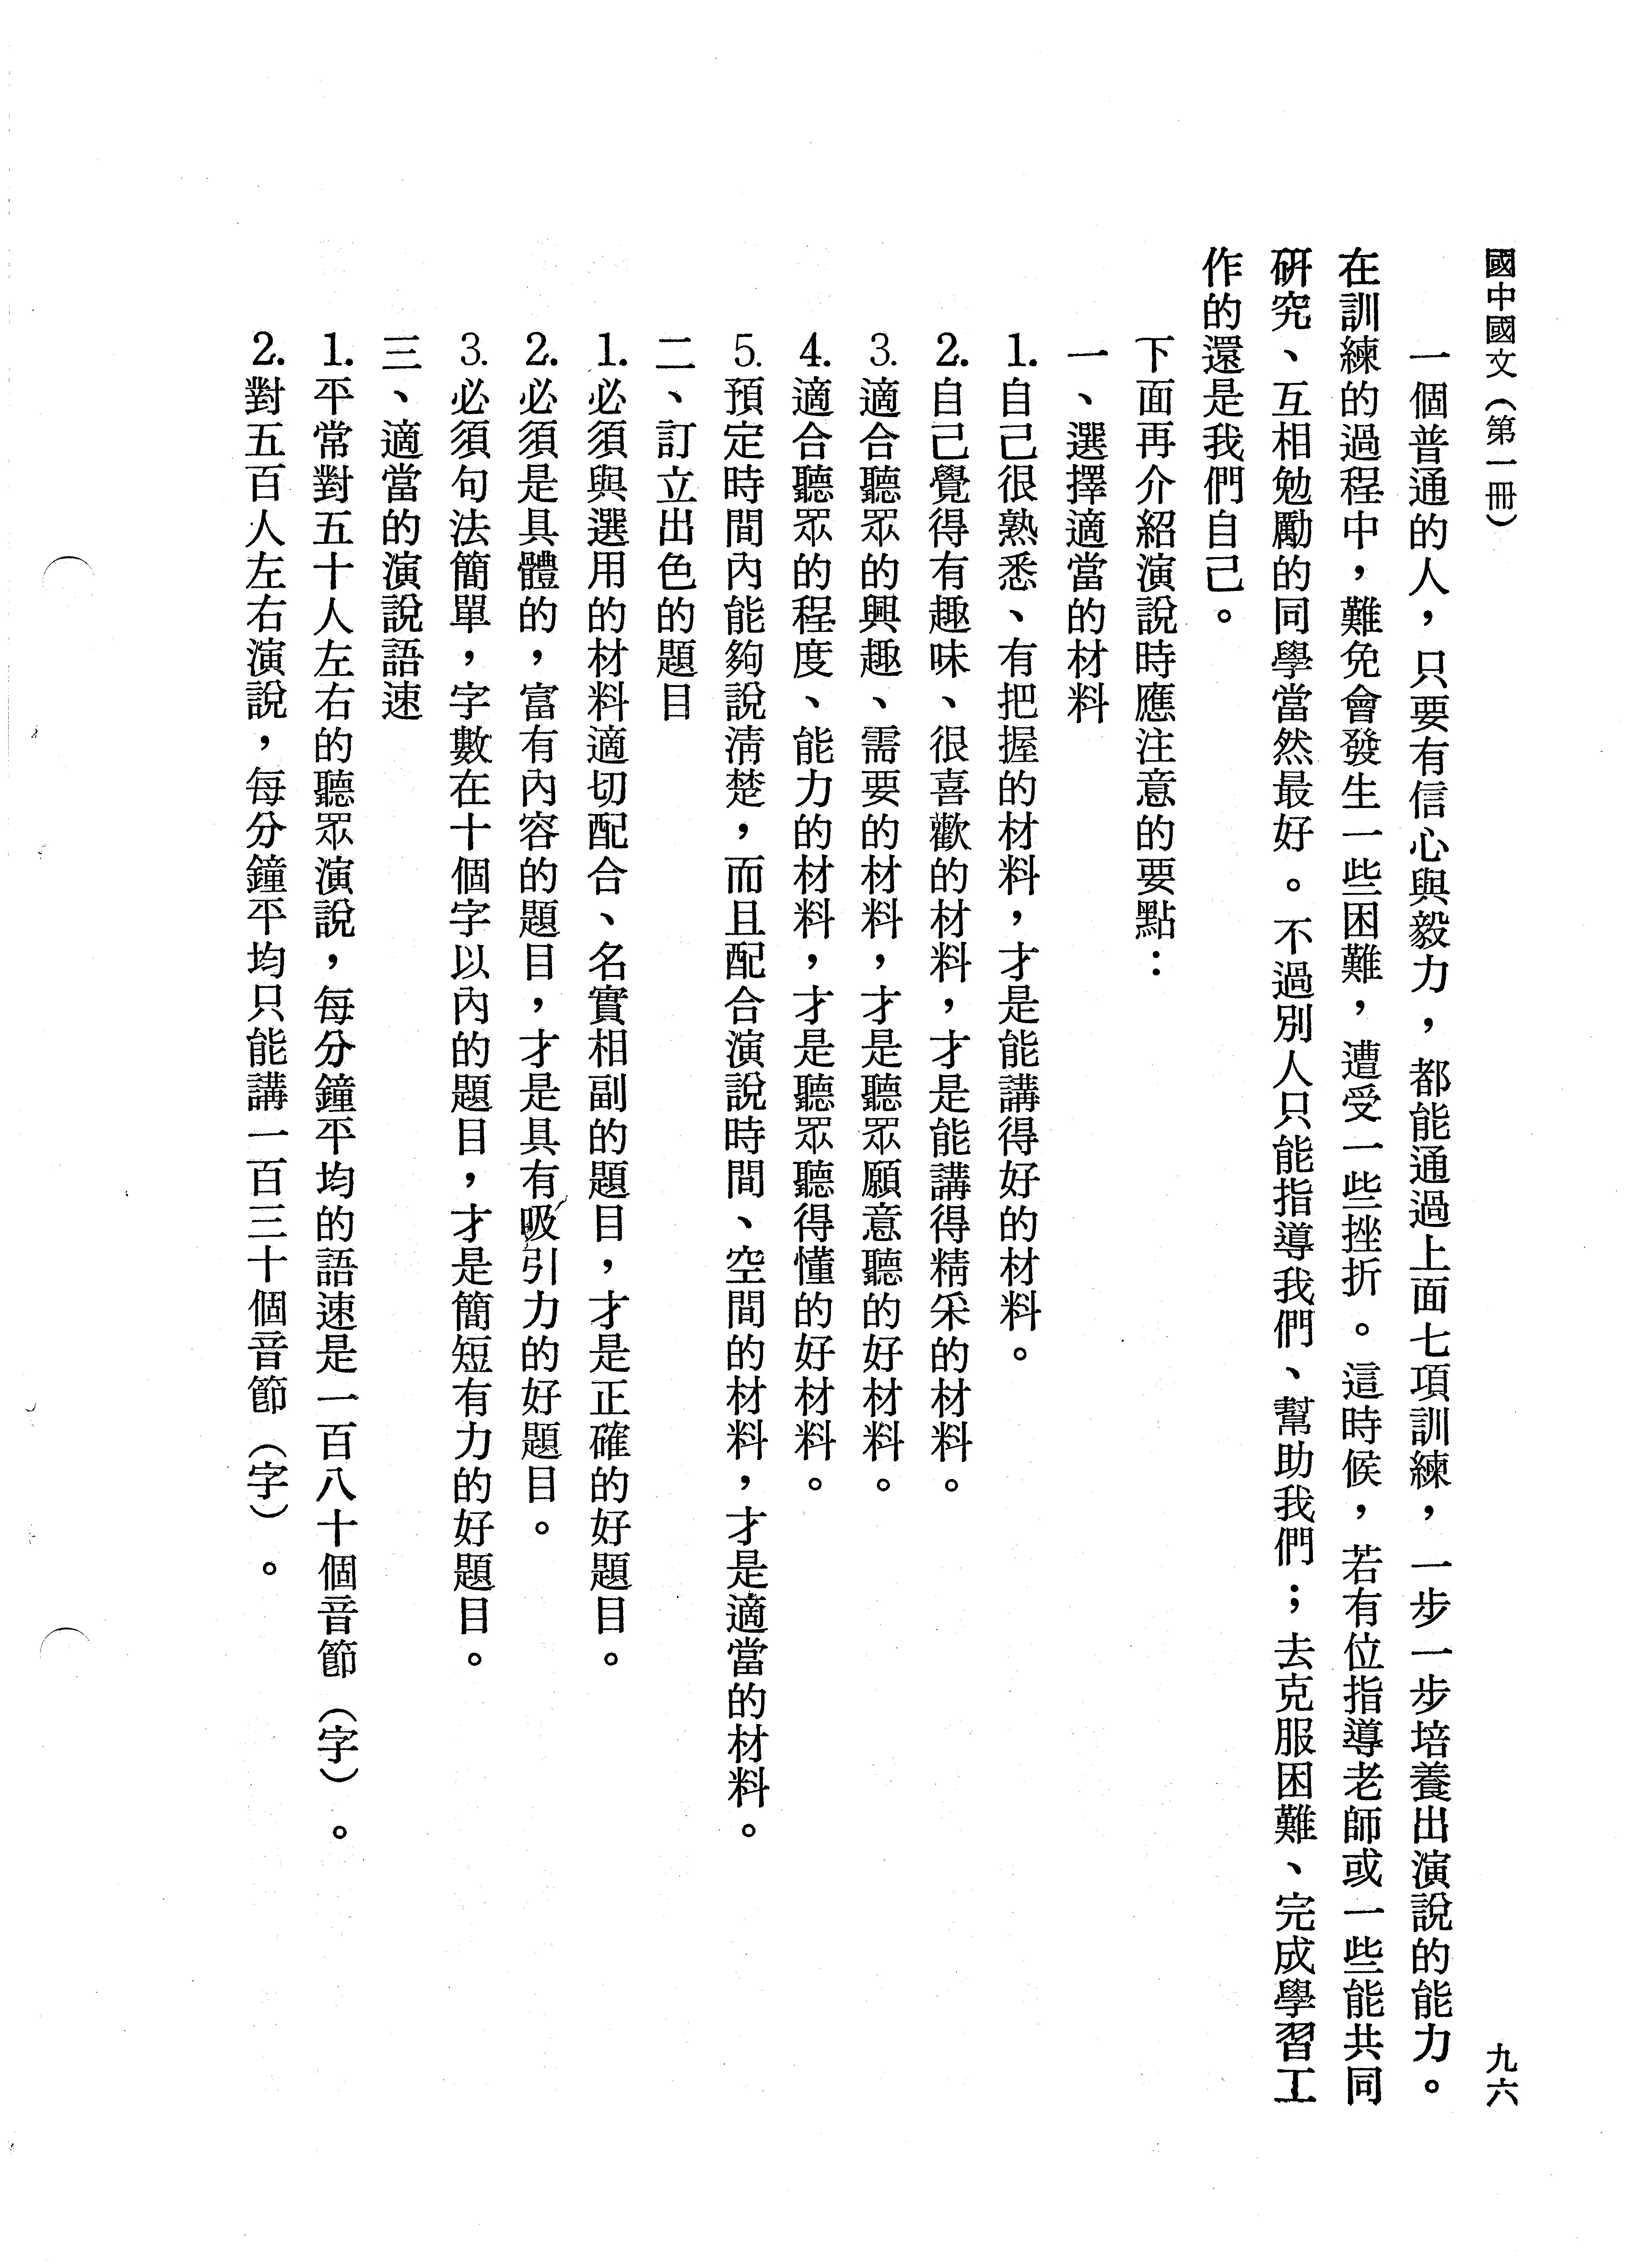 國中國文（第一冊）
九六
一個普通的人，只要有信心與毅力，都能通過上面七項訓練，一步一步培養出演說的能力。
在訓練的過程中，難免會發生一些困難，遭受一些挫折。這時候，若有位指導老師或一些能共同
研究、互相勉勵的同學當然最好。不過別人只能指導我們、幫助我們；去克服困難、完成學習工
作的還是我們自己。
下面再介紹演說時應注意的要點：
一、選擇適當的材料
1.自己很熟悉、有把握的材料，才是能講得好的材料。
2.自己覺得有趣味、很喜歡的材料，才是能講得精采的材料。
3.適合聽眾的興趣、需要的材料，才是聽眾願意聽的好材料。
4.適合聽眾的程度、能力的材料，才是聽眾聽得懂的好材料。
5.預定時間內能夠說清楚，而且配合演說時間、空間的材料，才是適當的材料。
二、訂立出色的題目
1.必須與選用的材料適切配合、名實相副的題目，才是正確的好題目。
2.必須是具體的，富有內容的題目，才是具有吸引力的好題目。
3.必須句法簡單，字數在十個字以內的題目，才是簡短有力的好題目。
三、適當的演說語速
1.平常對五十人左右的聽眾演說，每分鐘平均的語速是一百八十個音節（字）。
2.對五百人左右演說，每分鐘平均只能講一百三十個音節（字）。